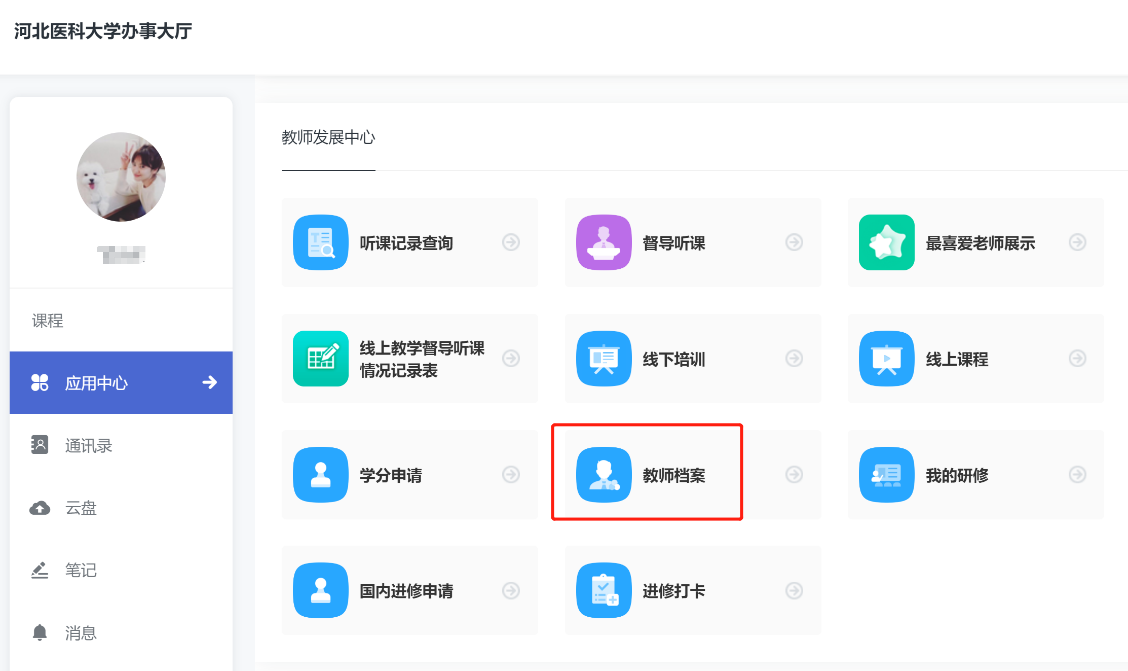 河北医科大学办事大厅
教师发展中心
听课记录查询
督导听课
最喜爱老师展示
课程
线上教学督导听课
情况记录表
线下培训
线上课程
应用中心
通讯录
学分申请
教师档案
我的研修
云盘
笔记
国内进修申请
进修打卡
消息